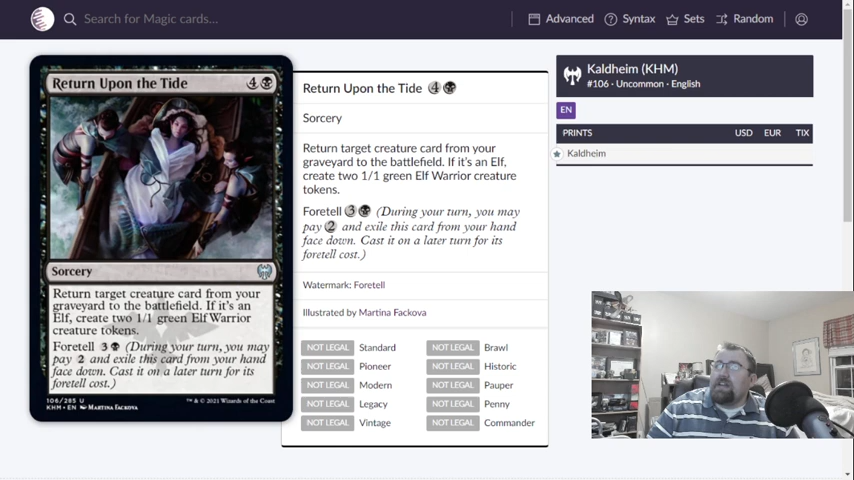 Search for Magic cards...
Advanced
Syntax
Sets
Random
Return Upon the Tide 4
Sorcery
Return target creature card from your
graveyard to the battlefield. If it's an
Elf, create two 1/1 green Elf Warrior
creature tokens.
Foretell 3 (During your turn, you may
pay 2 and exile this card from your hand
face down. Cast it on a later turn for its
foretell cost.)
106/285 U
KHM • EN Martina Fackova
™ & © 2021 Wizards of the Coast
Return Upon the Tide 4
Sorcery
Return target creature card from your
graveyard to the battlefield. If it's an Elf,
create two 1/1 green Elf Warrior creature
tokens.
Foretell 3 (During your turn, you may
pay 2 and exile this card from your hand
face down. Cast it on a later turn for its
foretell cost.)
Watermark: Foretell
Illustrated by Martina Fackova
NOT LEGAL Standard NOT LEGAL Brawl
NOT LEGAL Pioneer NOT LEGAL Historic
NOT LEGAL Modern NOT LEGAL Pauper
NOT LEGAL Legacy NOT LEGAL Penny
NOT LEGAL Vintage NOT LEGAL Commander
Kaldheim (KHM)
#106 · Uncommon · English
EN
PRINTS USD EUR TIX
Kaldheim